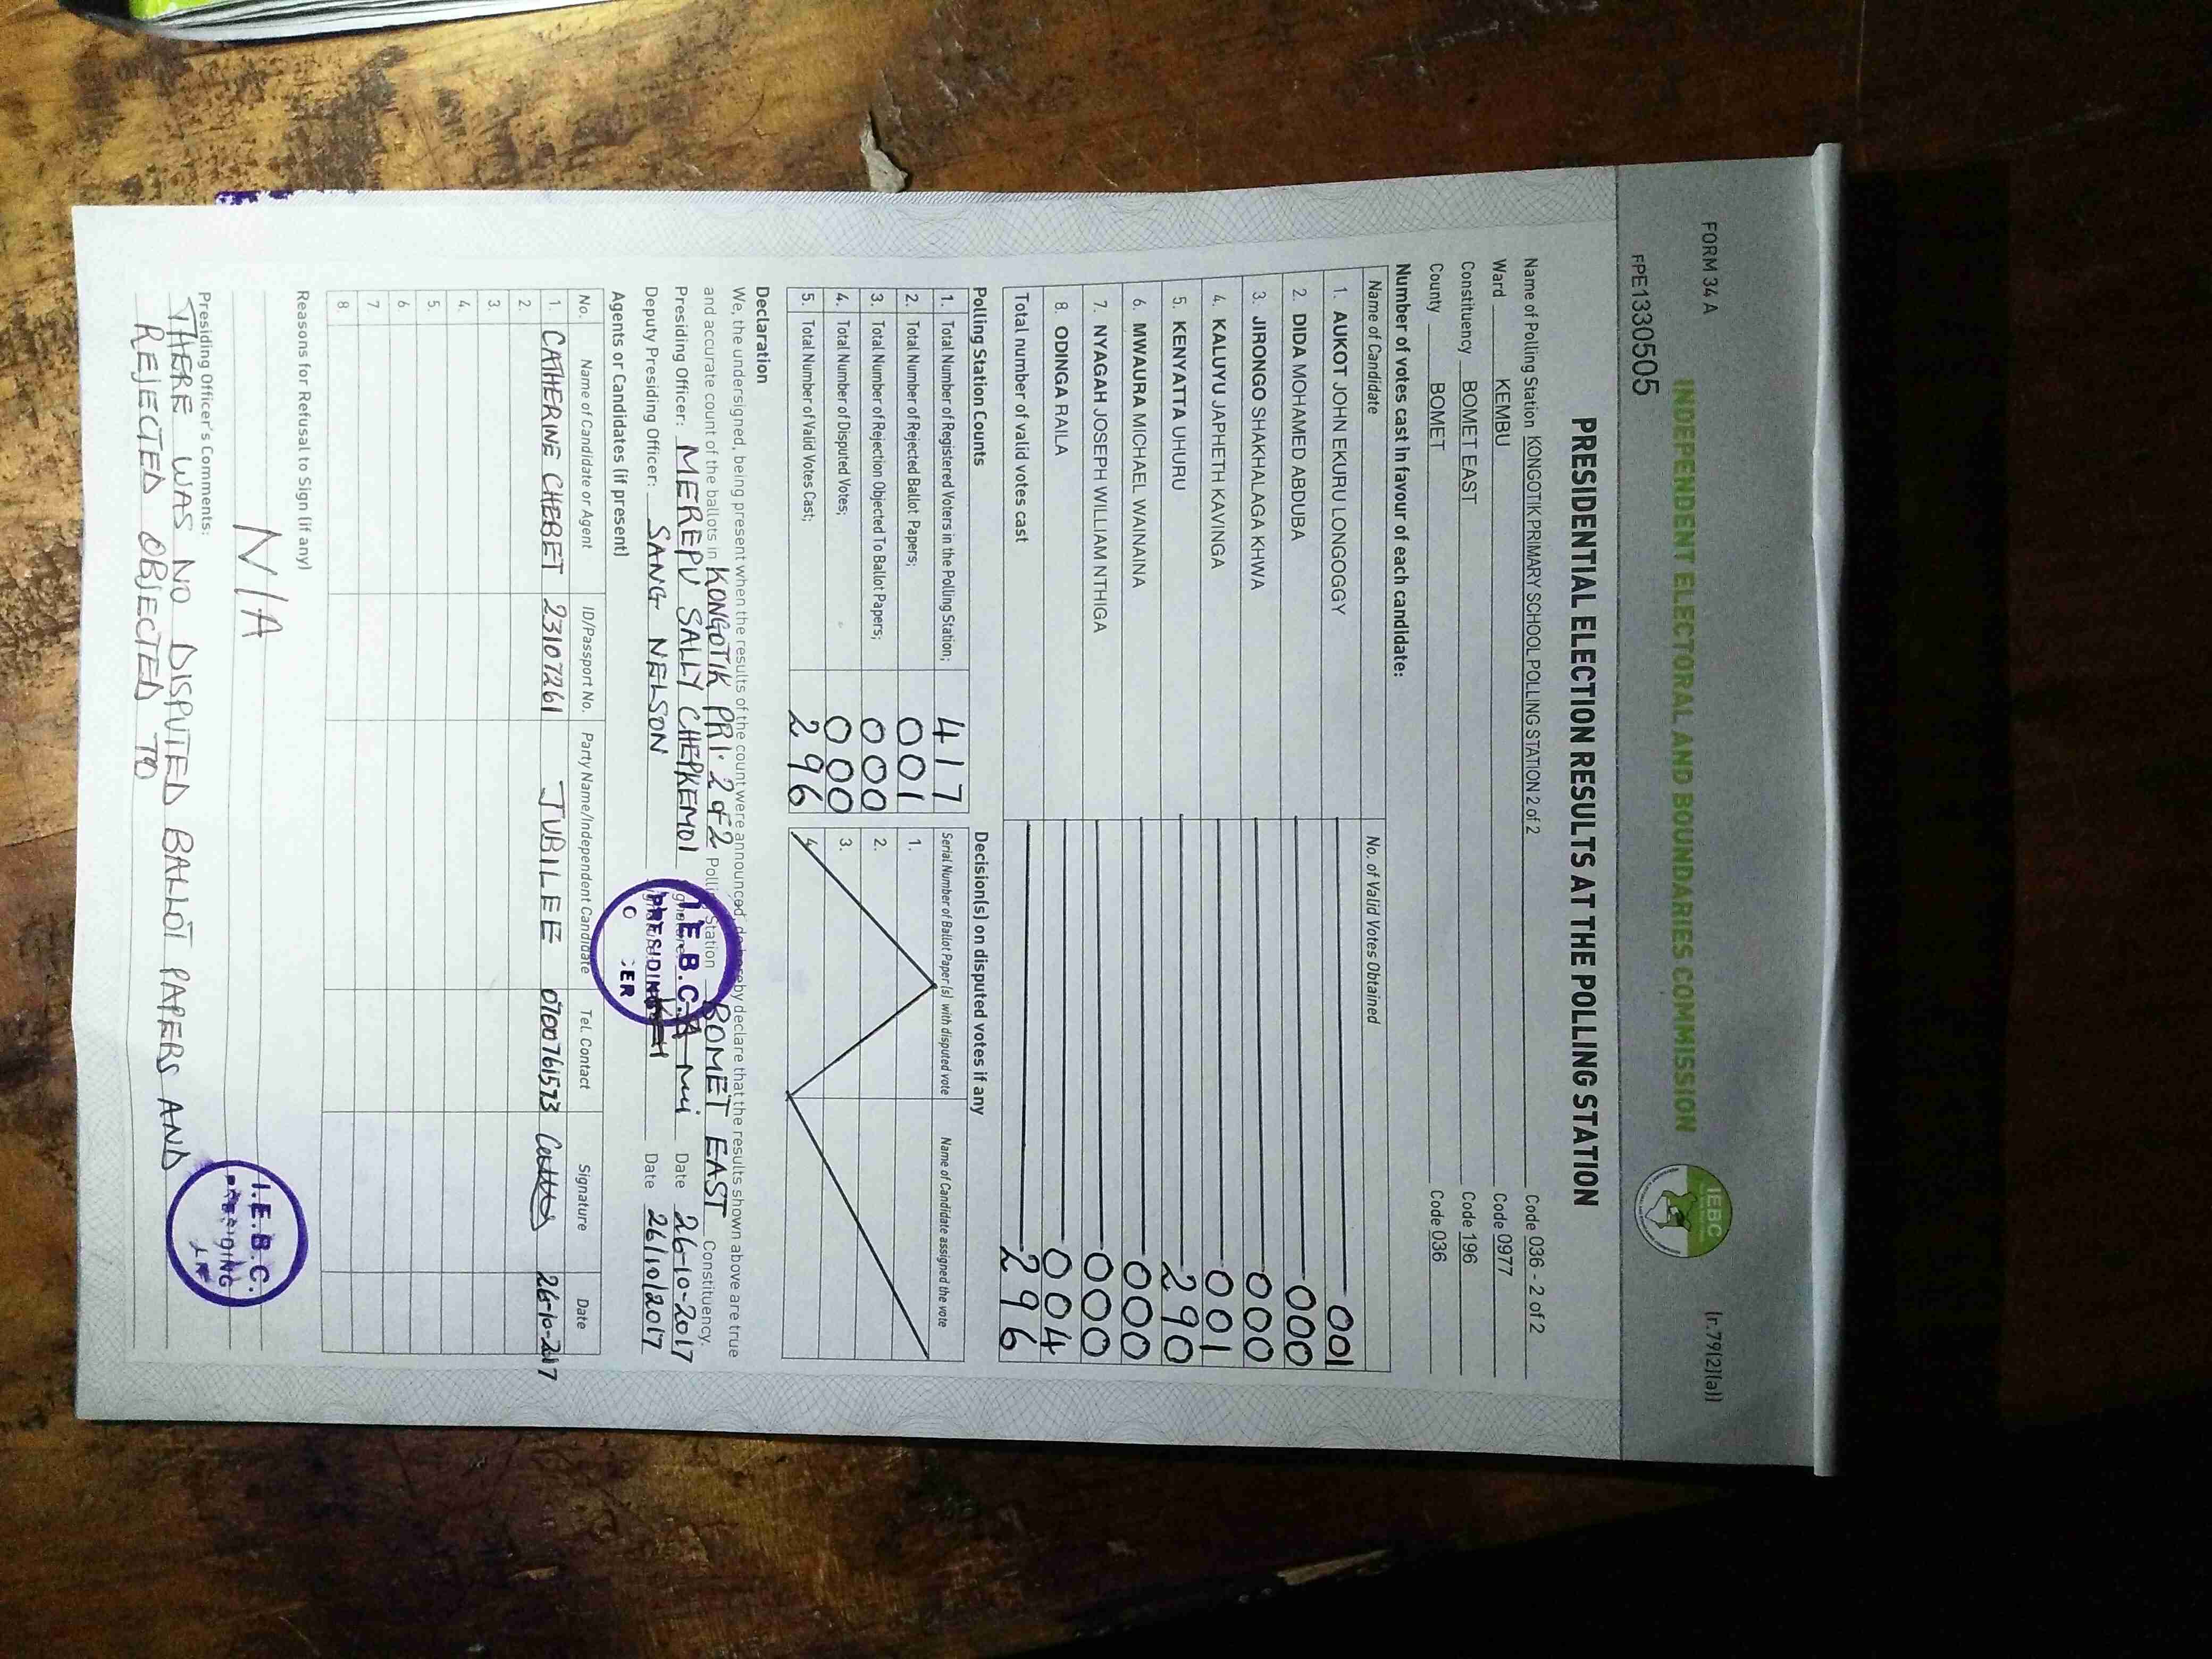 FORM 34 A (r.79(2)(a))
INDEPENDENT ELECTORAL AND BOUNDARIES COMMISSION
IEBC
FPE1330505
PRESIDENTIAL ELECTION RESULTS AT THE POLLING STATION
Name of Polling Station KONGOTIK PRIMARY SCHOOL POLLING STATION 2 of 2 Code 036 - 2 of 2
Ward KEMBU Code 0977
Constituency BOMET EAST Code 196
County BOMET Code 036
Number of votes cast in favour of each candidate:
Name of Candidate No. of Valid Votes Obtained
1. AUKOT JOHN EKURU LONGOGGY 001
2. DIDA MOHAMED ABDUBA 000
3. JIRONGO SHAKHALAGA KHWA 000
4. KALUYU JAPHETH KAVINGA 001
5. KENYATTA UHURU 290
6. MWAURA MICHAEL WAINAINA 000
7. NYAGAH JOSEPH WILLIAM NTHIGA 000
8. ODINGA RAILA 004
Total number of valid votes cast 296
Polling Station Counts Decision(s) on disputed votes if any
1. Total Number of Registered Voters in the Polling Station; 417 Serial Number of Ballot Paper(s) with disputed vote Name of Candidate assigned the vote
2. Total Number of Rejected Ballot Papers; 001 1.
3. Total Number of Rejection Objected To Ballot Papers; 000 2.
4. Total Number of Disputed Votes; 000 3.
5. Total Number of Valid Votes Cast; 296 4.
Declaration
We, the undersigned, being present when the results of the count were announced, do hereby declare that the results shown above are true
and accurate count of the ballots in KONGOTIK PRI. 2 of 2 Polling Station BOMET EAST Constituency.
Presiding Officer: MEREPU SALLY CHEPKEMOI Date 26-10-2017
Deputy Presiding Officer: SANG NELSON Date 26/10/2017
I.E.B.C.
PRESIDING
Agents or Candidates (if present)
No. Name of Candidate or Agent ID/Passport No. Party Name/Independent Candidate Tel. Contact Signature Date
1. CATHERINE CHEBET 23107261 JUBILEE 0700761573 26-10-2017
2.
3.
4.
5.
6.
7.
8.
Reasons for Refusal to Sign (if any)
N/A
Presiding Officer's Comments:
THERE WAS NO DISPUTED BALLOT PAPERS AND
REJECTED OBJECTED TO
I.E.B.C.